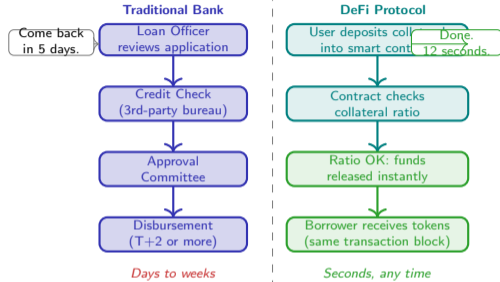 Traditional Bank
Come back
in 5 days.
Loan Officer
reviews application
Credit Check
(3rd-party bureau)
Approval
Committee
Disbursement
(T+2 or more)
Days to weeks
DeFi Protocol
User deposits
into smart
Done.
12 seconds.
Contract checks
collateral ratio
Ratio OK: funds
released instantly
Borrower receives tokens
(same transaction block)
Seconds, any time